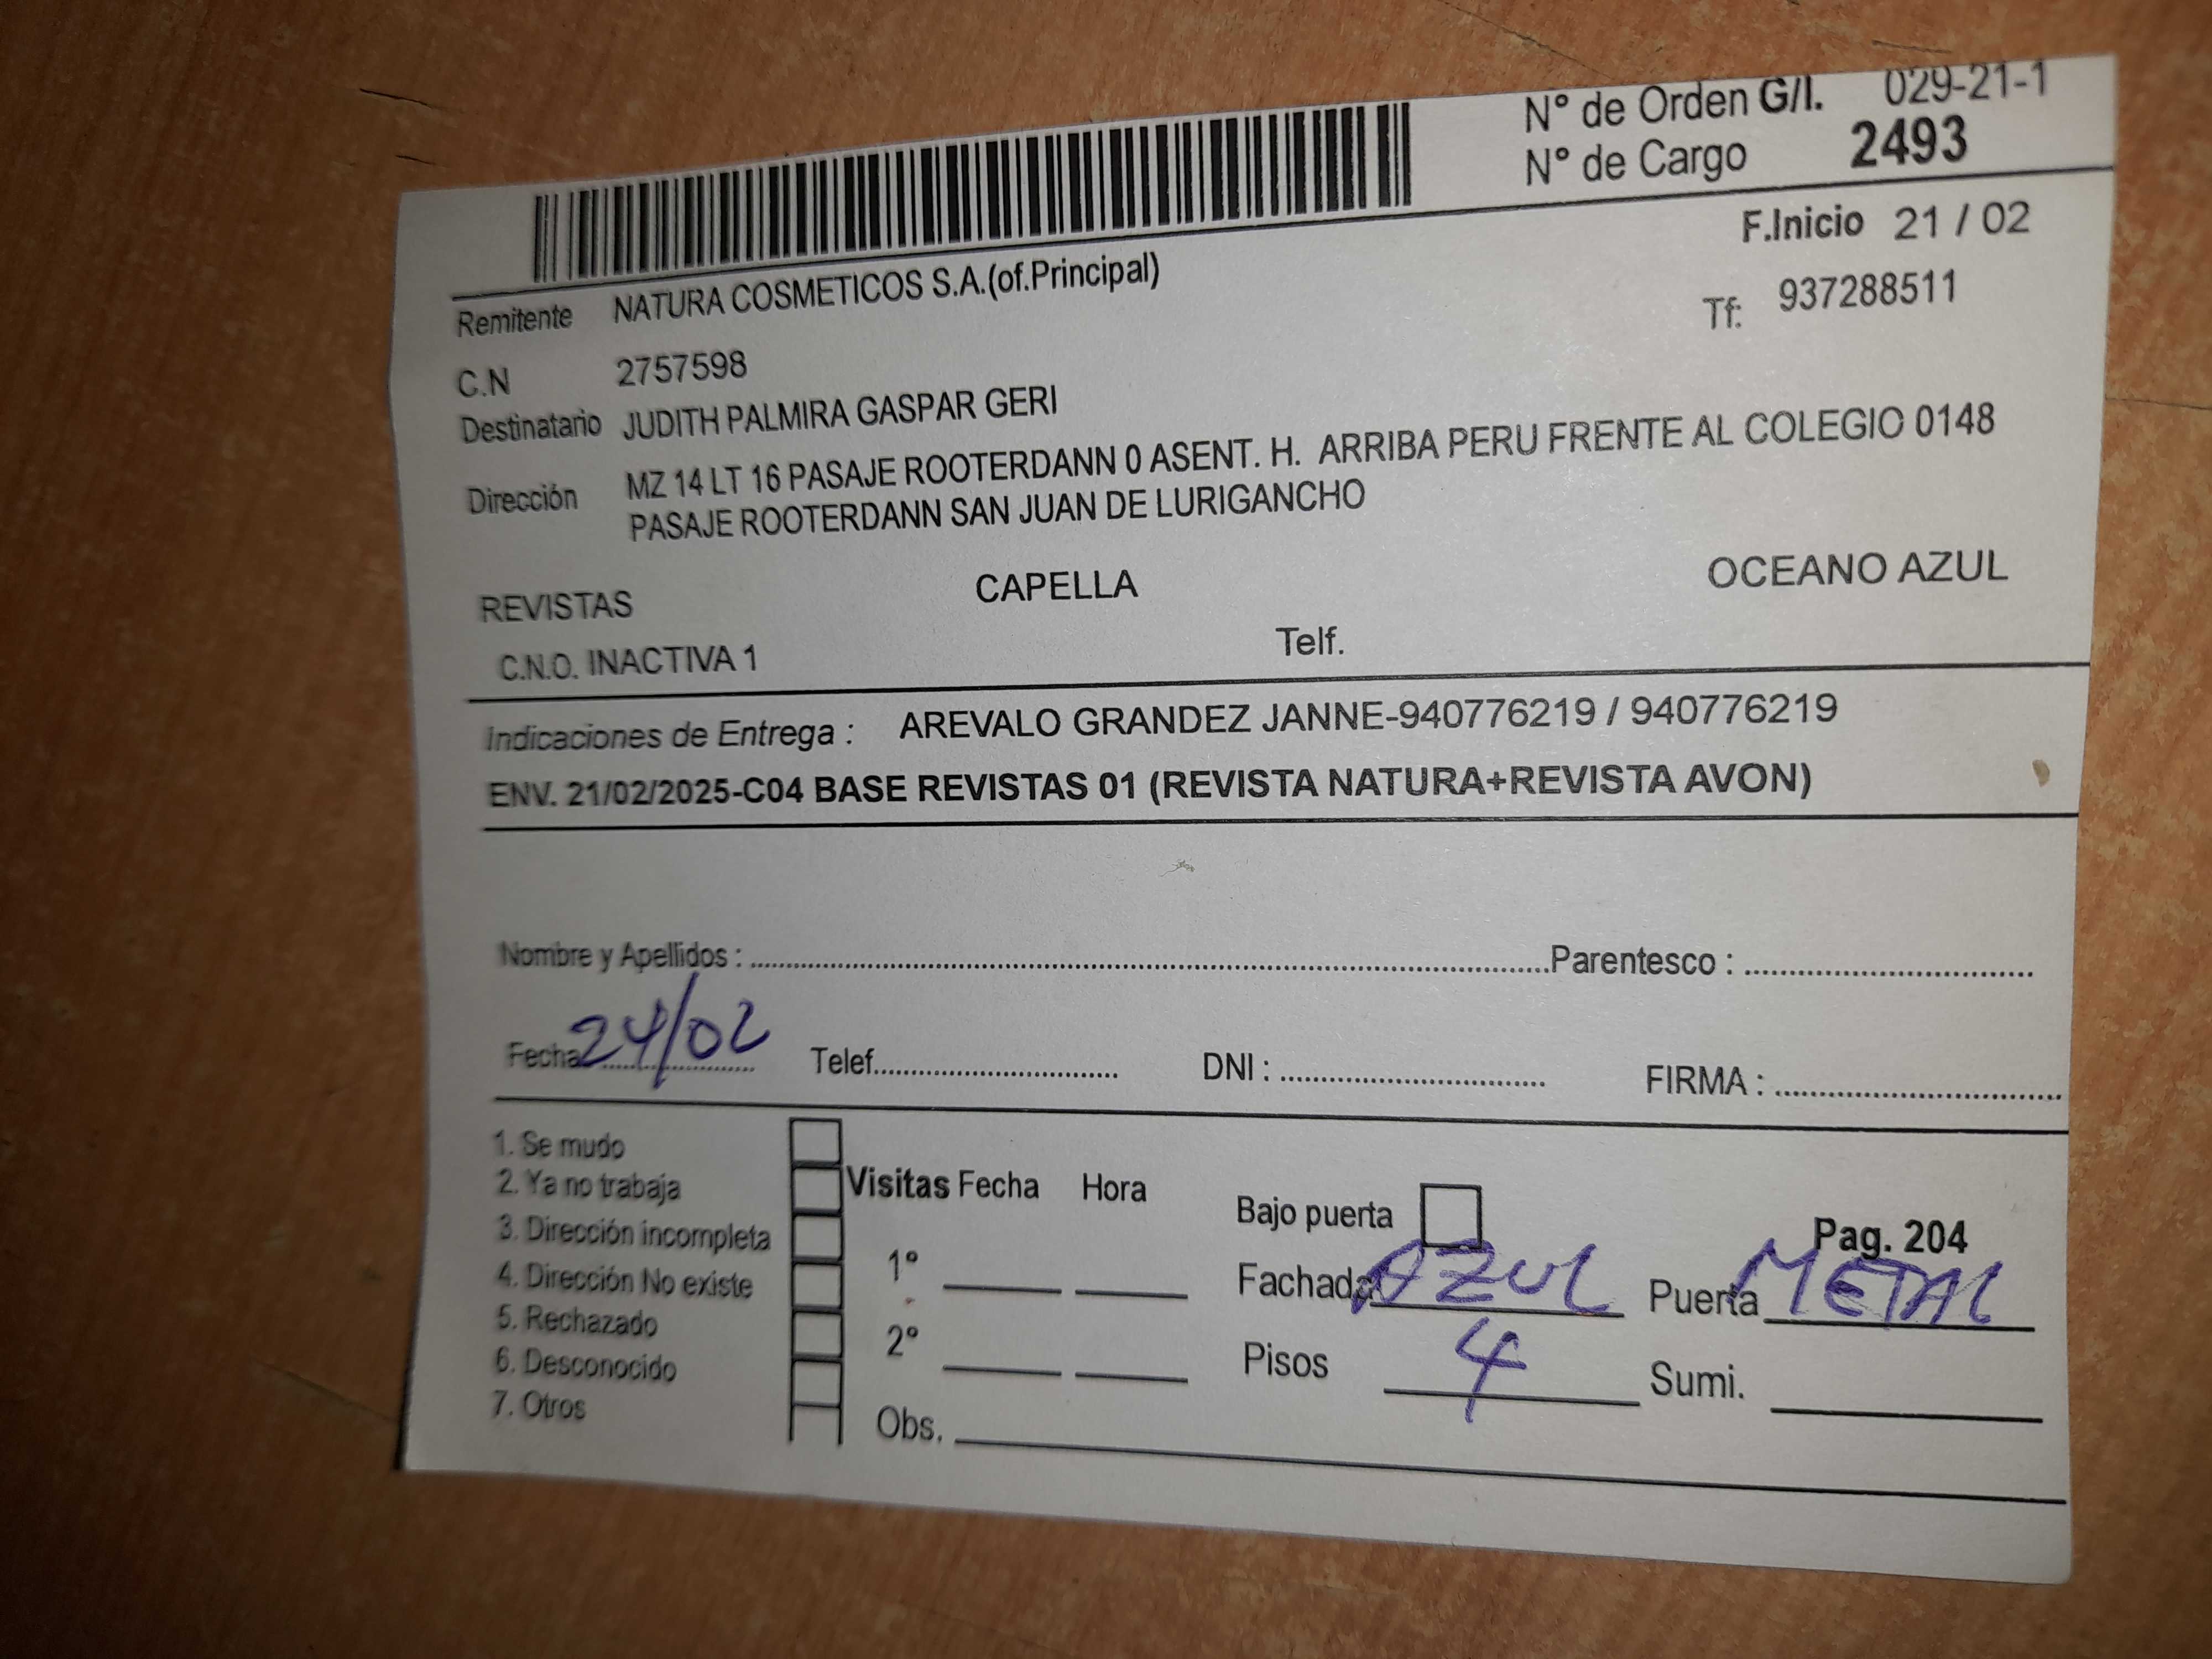 N° de Orden G/I. 029-21-1
N° de Cargo 2493
F.Inicio 21 / 02
Remitente NATURA COSMETICOS S.A.(of.Principal)
Tf: 937288511
C.N 2757598
Destinatario JUDITH PALMIRA GASPAR GERI
Dirección MZ 14 LT 16 PASAJE ROOTERDANN 0 ASENT. H. ARRIBA PERU FRENTE AL COLEGIO 0148
PASAJE ROOTERDANN SAN JUAN DE LURIGANCHO
REVISTAS CAPELLA OCEANO AZUL
C.N.O. INACTIVA 1 Telf.
Indicaciones de Entrega : AREVALO GRANDEZ JANNE-940776219 / 940776219
ENV. 21/02/2025-C04 BASE REVISTAS 01 (REVISTA NATURA+REVISTA AVON)
Nombre y Apellidos : Parentesco :
Fecha 24/02 Telef. DNI : FIRMA :
1. Se mudo
2. Ya no trabaja
3. Dirección incompleta
4. Dirección No existe
5. Rechazado
6. Desconocido
7. Otros
Visitas Fecha Hora
1°
2°
Obs.
Bajo puerta
Pag. 204
Fachada AZUL Puerta METAL
Pisos 4 Sumi.